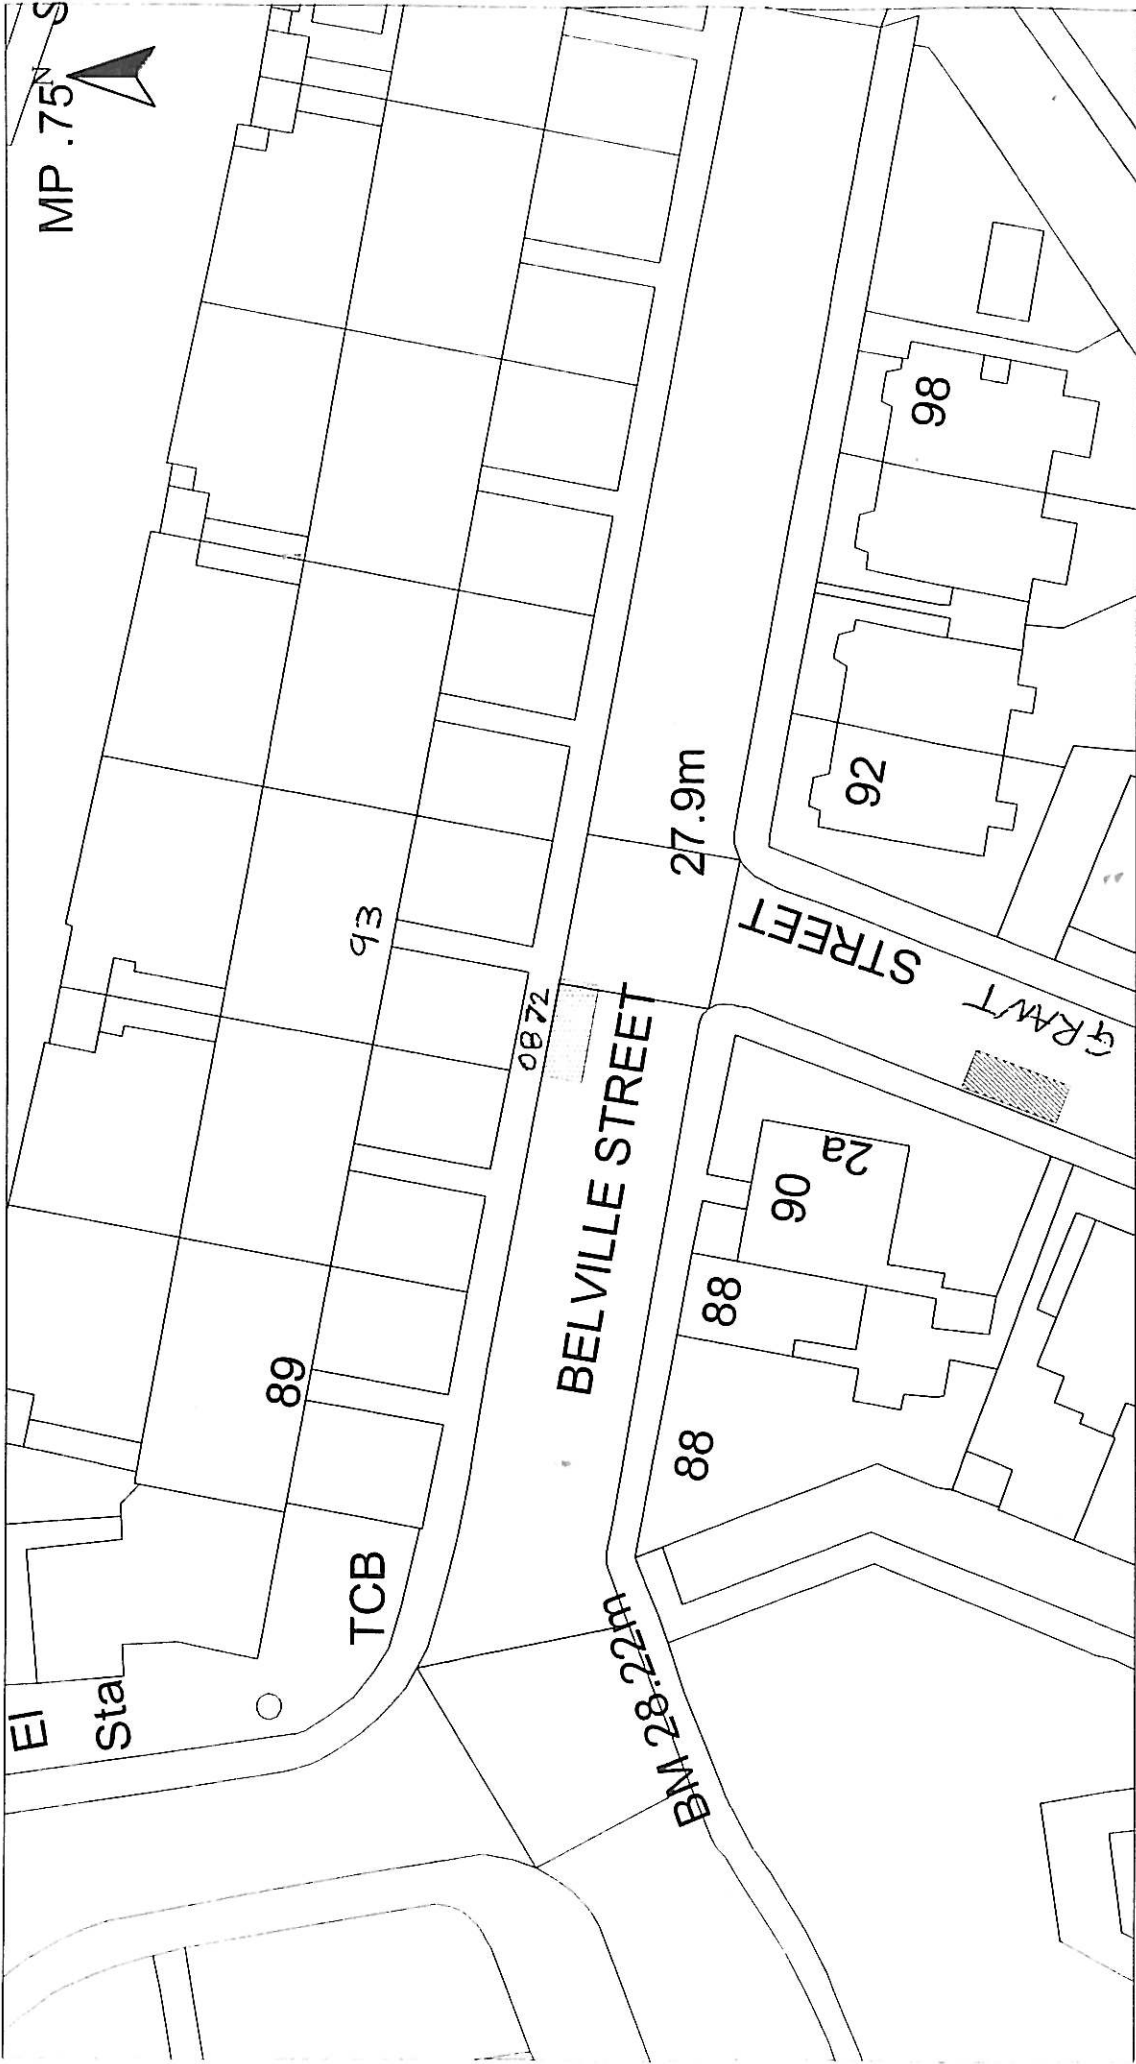 MP .75
N
S
93
0872
27.9m
98
92
STREET
GRANT
BELVILLE STREET
2a
90
88
89
88
TCB
BM 28.22m
El
Sta